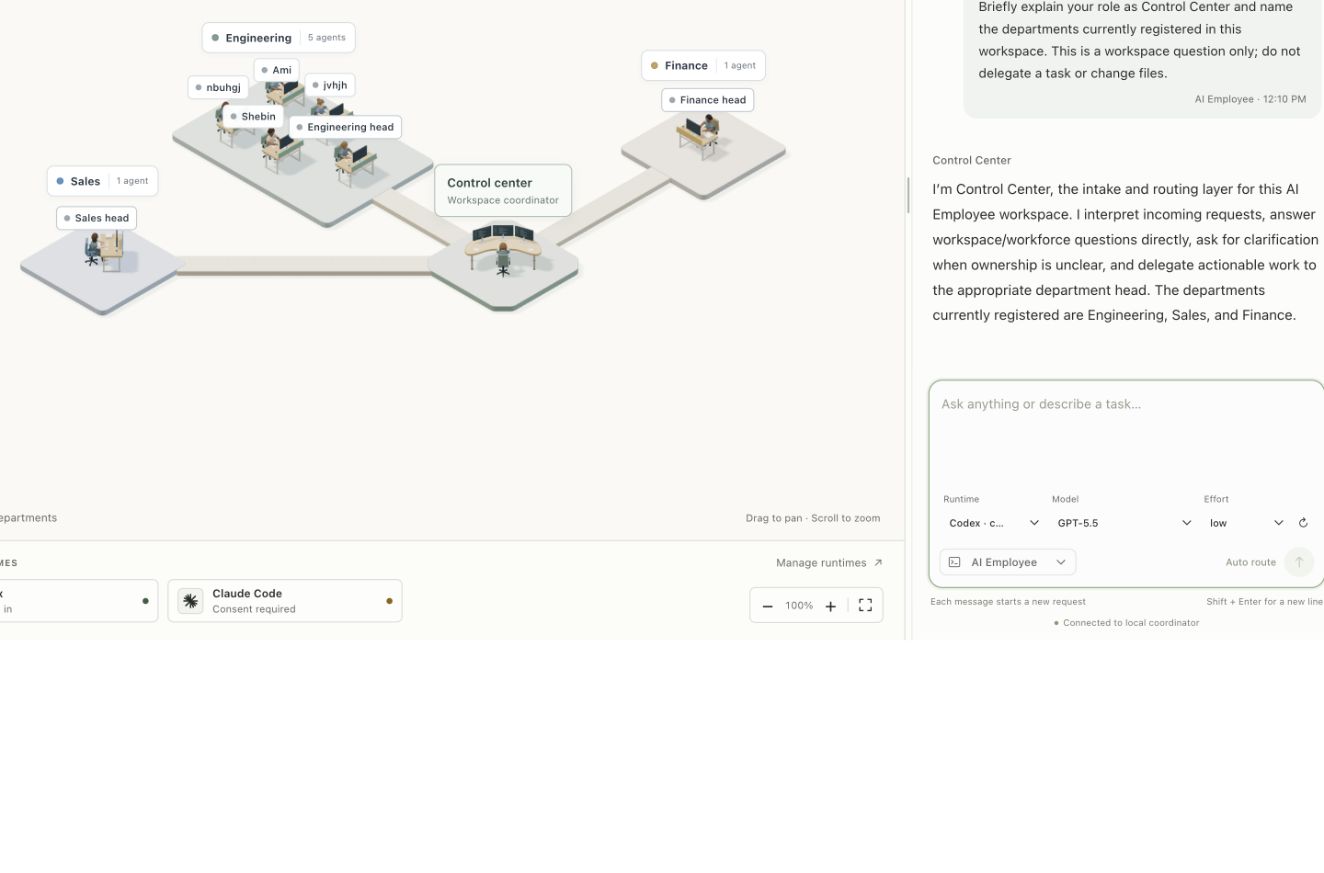 Engineering 5 agents
Ami
nbuhgj
jvhjh
Shebin
Engineering head
Finance 1 agent
Finance head
Sales 1 agent
Sales head
Control center
Workspace coordinator
epartments
Drag to pan · Scroll to zoom
MES
Manage runtimes
x
in
Claude Code
Consent required
100%
Briefly explain your role as Control Center and name
the departments currently registered in this
workspace. This is a workspace question only; do not
delegate a task or change files.
AI Employee · 12:10 PM
Control Center
I’m Control Center, the intake and routing layer for this AI
Employee workspace. I interpret incoming requests, answer
workspace/workforce questions directly, ask for clarification
when ownership is unclear, and delegate actionable work to
the appropriate department head. The departments
currently registered are Engineering, Sales, and Finance.
Ask anything or describe a task...
Runtime Model Effort
Codex · c... GPT-5.5 low
AI Employee Auto route
Each message starts a new request Shift + Enter for a new line
Connected to local coordinator